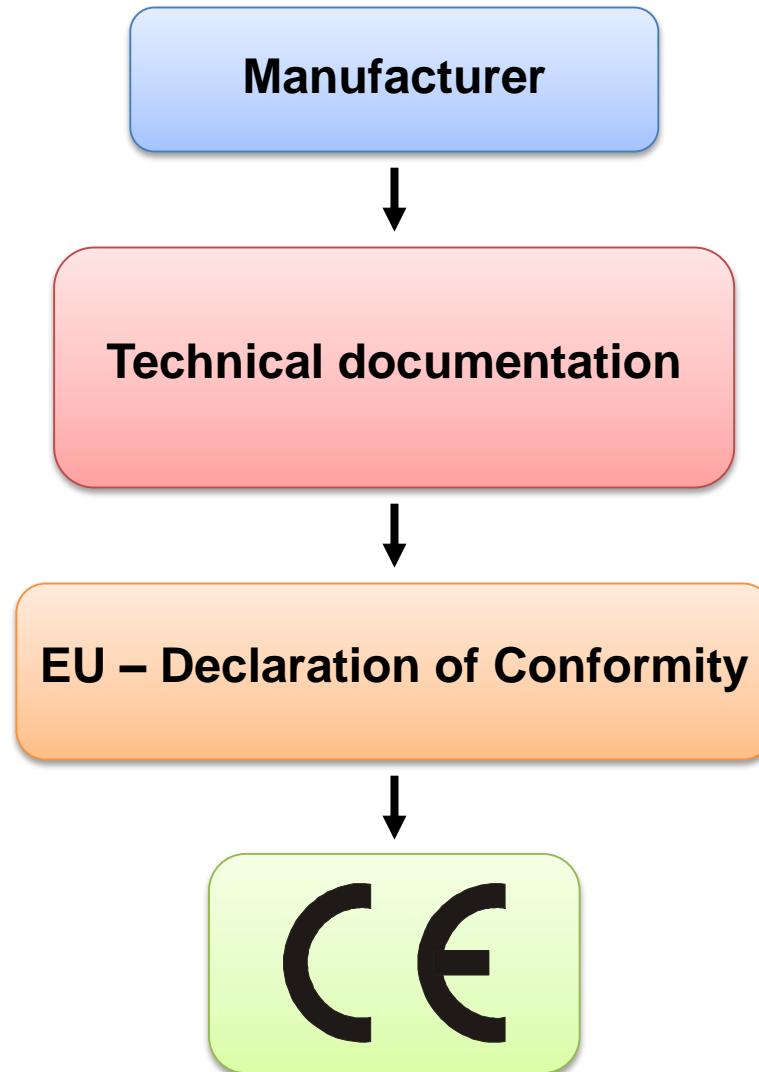 Manufacturer
Technical documentation
EU – Declaration of Conformity
CE